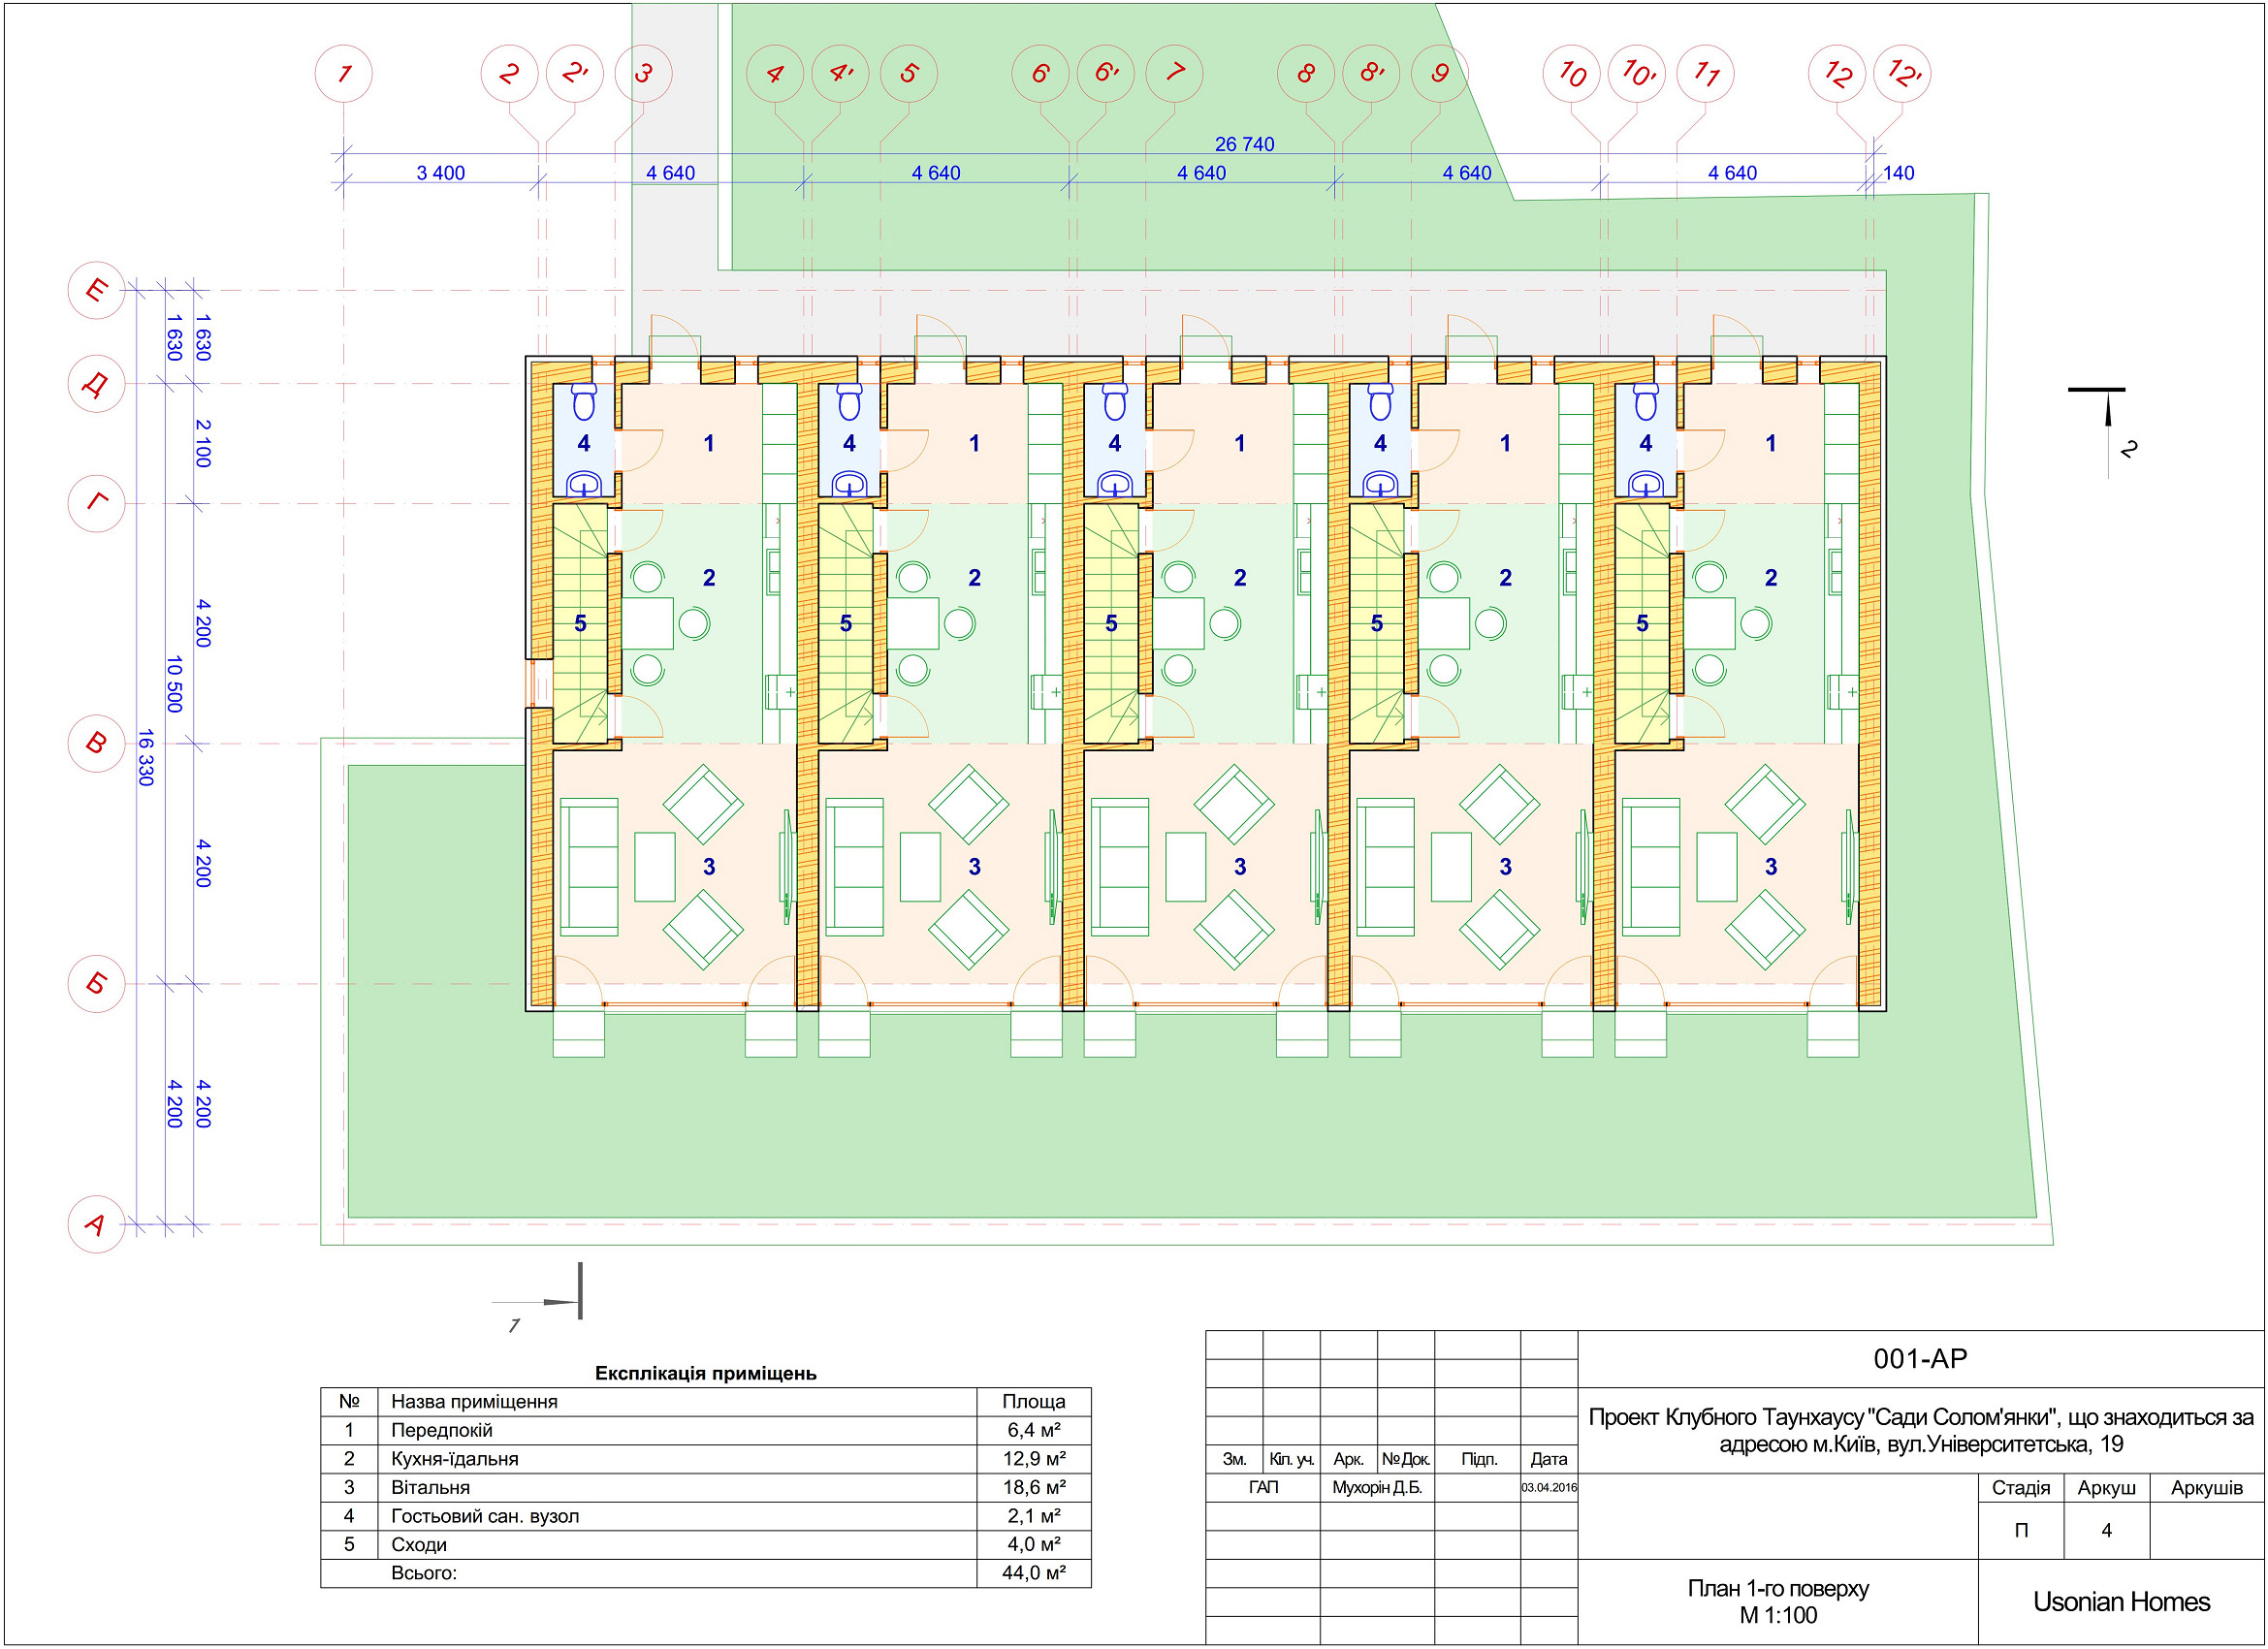 1 2 2' 3 4 4' 5 6 6' 7 8 8' 9 10 10' 11 12 12'
26 740
3 400 4 640 4 640 4 640 4 640 4 640 140
Е
1 630 1 630
Д
2 100
Г
4 200
10 500
В
16 330
4 200
Б
4 200 4 200
А
4 1 4 1 4 1 4 1 4 1
2 2 2 2 2
5 5 5 5 5
3 3 3 3 3
2
1
Експлікація приміщень
№ Назва приміщення Площа
1 Передпокій 6,4 м²
2 Кухня-їдальня 12,9 м²
3 Вітальня 18,6 м²
4 Гостьовий сан. вузол 2,1 м²
5 Сходи 4,0 м²
Всього: 44,0 м²
001-АР
Проект Клубного Таунхаусу "Сади Солом'янки", що знаходиться за
адресою м.Київ, вул.Університетська, 19
Зм. Кіл. уч. Арк. №Док. Підп. Дата
ГАП Мухорін Д.Б. 03.04.2016
Стадія Аркуш Аркушів
П 4
План 1-го поверху
М 1:100
Usonian Homes